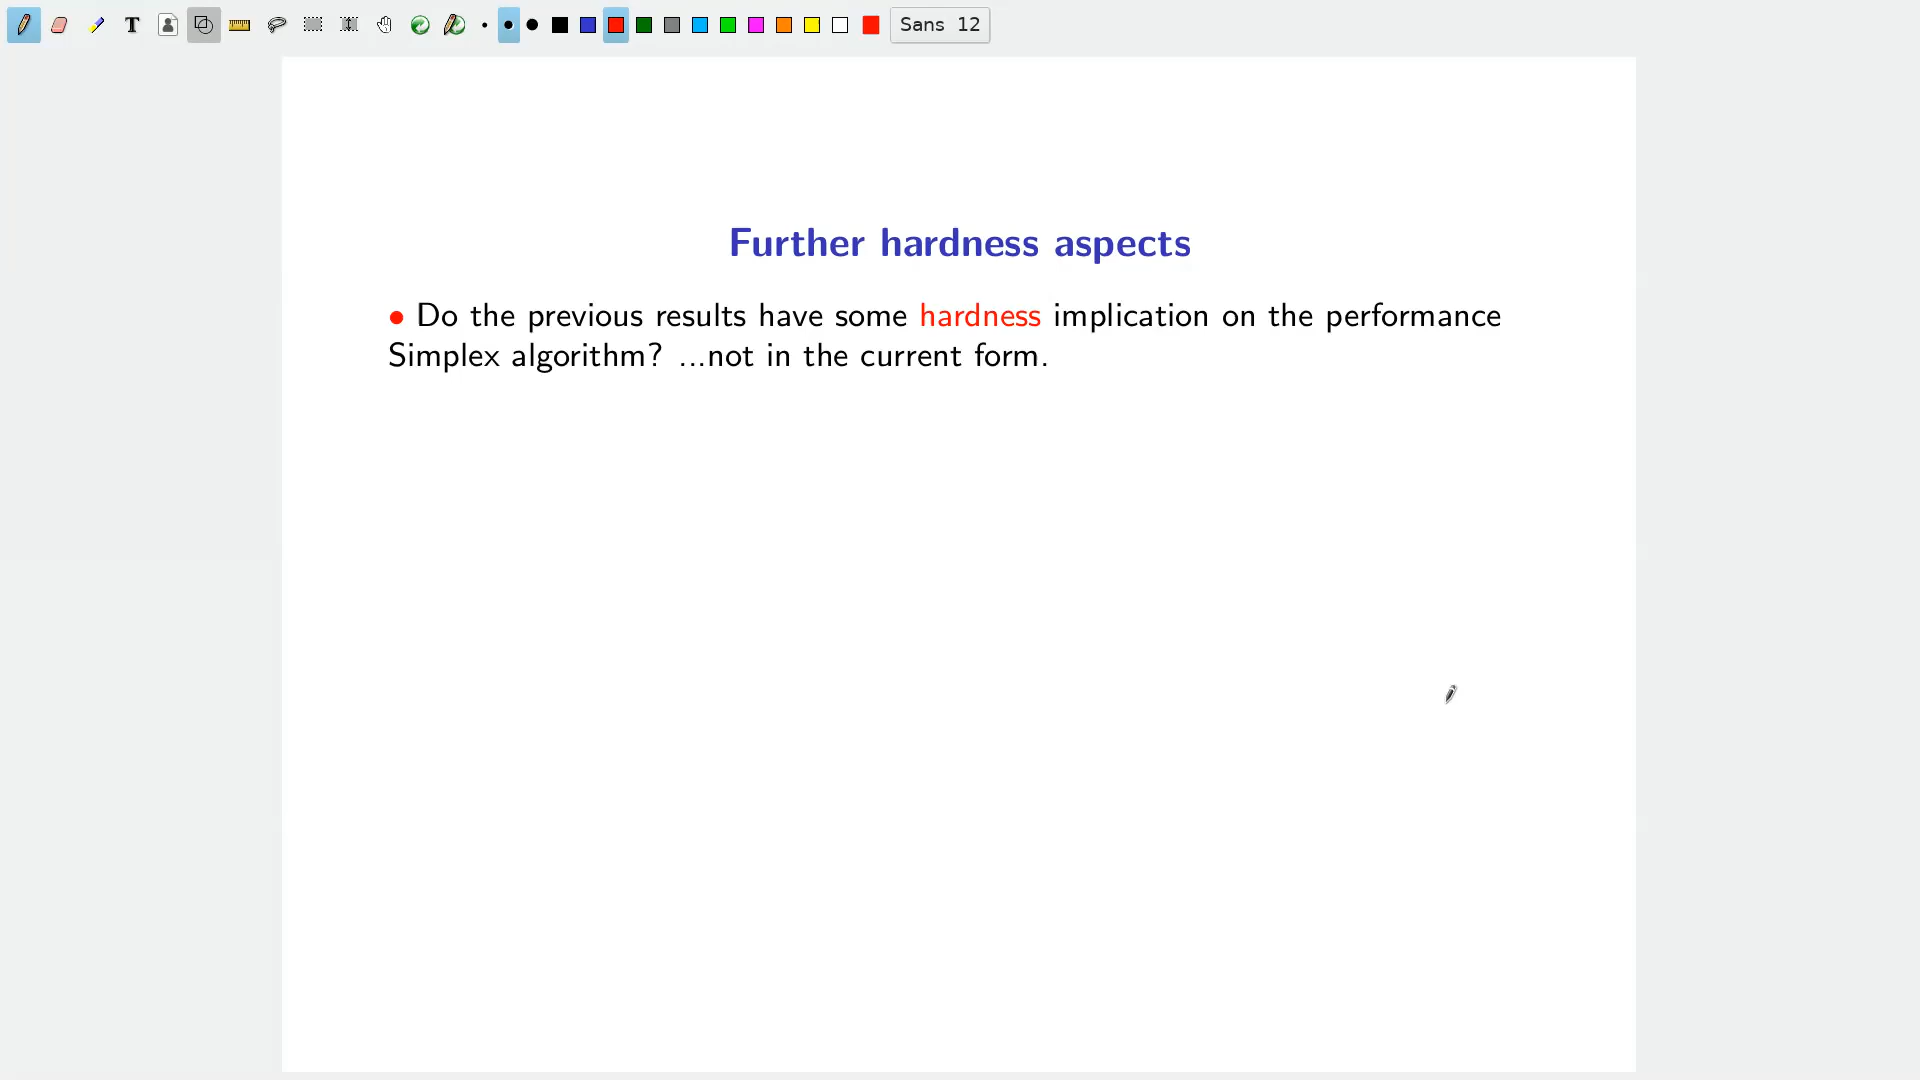 T Sans 12
Further hardness aspects
• Do the previous results have some hardness implication on the performance
Simplex algorithm? ...not in the current form.